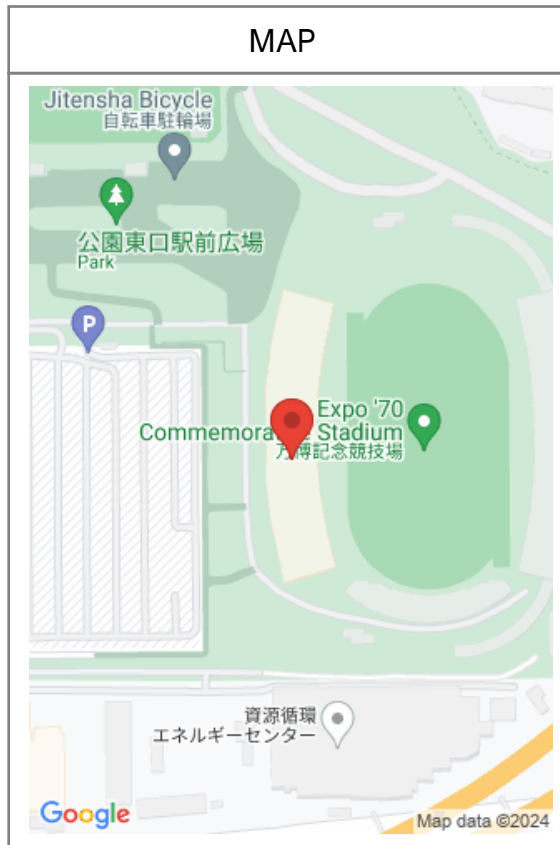 MAP
Jitensha Bicycle
自転車駐輪場
公園東口駅前広場
Park
P
Expo '70
Commemora e Stadium
万博記念競技場
資源循環
エネルギーセンター
Google
Map data ©2024